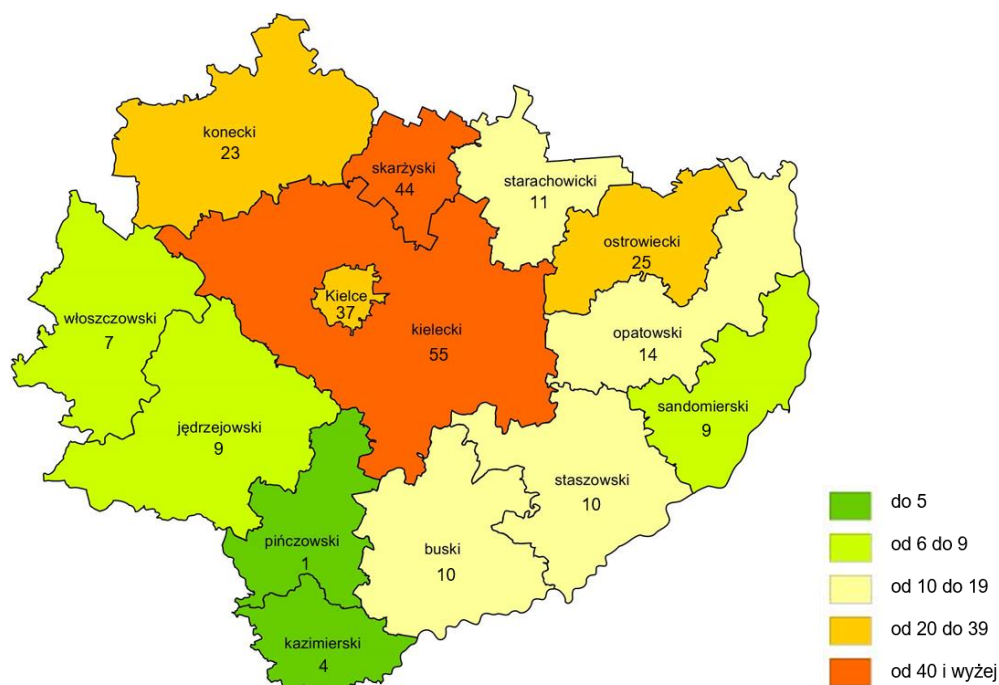 konecki
23
skarżyski
44
starachowicki
11
ostrowiecki
25
Kielce
37
włoszczowski
7
kielecki
55
opatowski
14
sandomierski
9
jędrzejowski
9
staszowski
10
pińczowski
1
buski
10
kazimierski
4
do 5
od 6 do 9
od 10 do 19
od 20 do 39
od 40 i wyżej